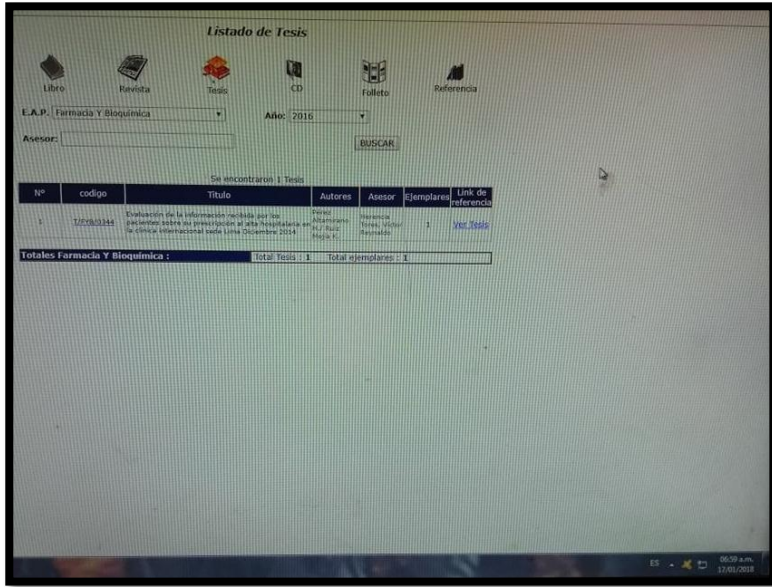 Listado de Tesis
Libro Revista Tesis CD Folleto Referencia
E.A.P. Farmacia Y Bioquimica Año: 2016
Asesor: BUSCAR
Se encontraron 1 Tesis
Nº codigo Titulo Autores Asesor Ejemplares Link de referencia
1 T/FYB/0344 Evaluación de la información recibida por los pacientes sobre su prescripción al alta hospitalaria en la clínica internacional sede Lima Diciembre 2014 Pérez Altamirano M./ Ruiz Mejía K. Herencia Torres, Víctor Reynaldo 1 Ver Tesis
Totales Farmacia Y Bioquímica : Total Tesis : 1 Total ejemplares : 1
ES 06:59 a.m.
17/01/2018